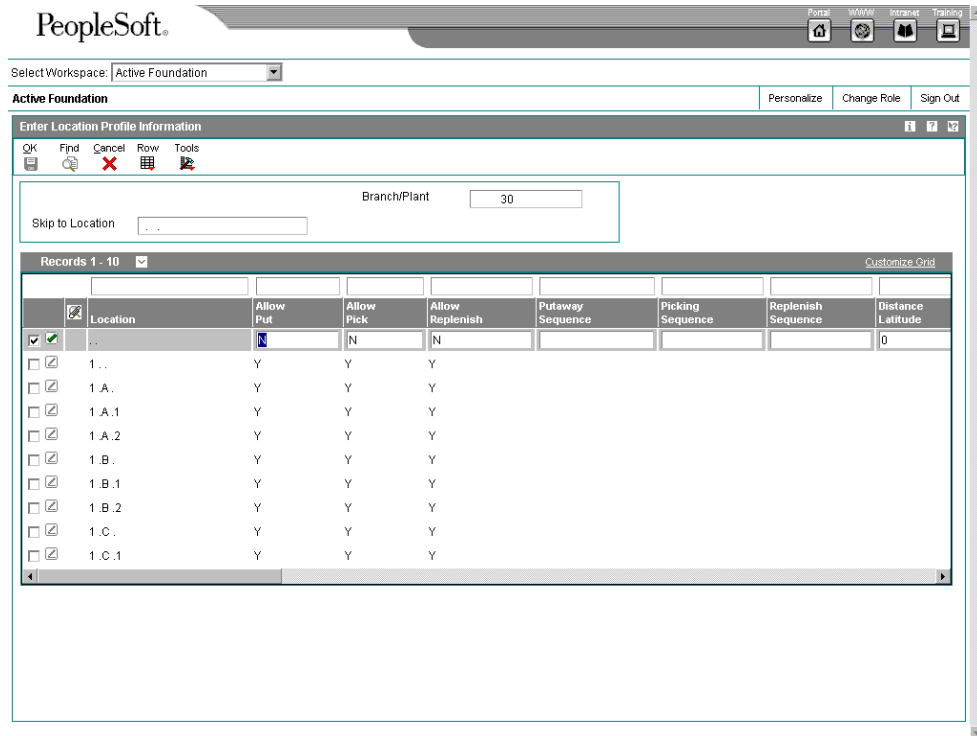 Portal WWW Intranet Training
PeopleSoft®
Select Workspace: Active Foundation
Active Foundation Personalize Change Role Sign Out
Enter Location Profile Information i ?
OK Find Cancel Row Tools
Branch/Plant 30
Skip to Location . .
Records 1 - 10 Customize Grid
Location Allow Put Allow Pick Allow Replenish Putaway Sequence Picking Sequence Replenish Sequence Distance Latitude
. . N N N 0
1 . . Y Y Y
1 .A . Y Y Y
1 .A .1 Y Y Y
1 .A .2 Y Y Y
1 .B . Y Y Y
1 .B .1 Y Y Y
1 .B .2 Y Y Y
1 .C . Y Y Y
1 .C .1 Y Y Y